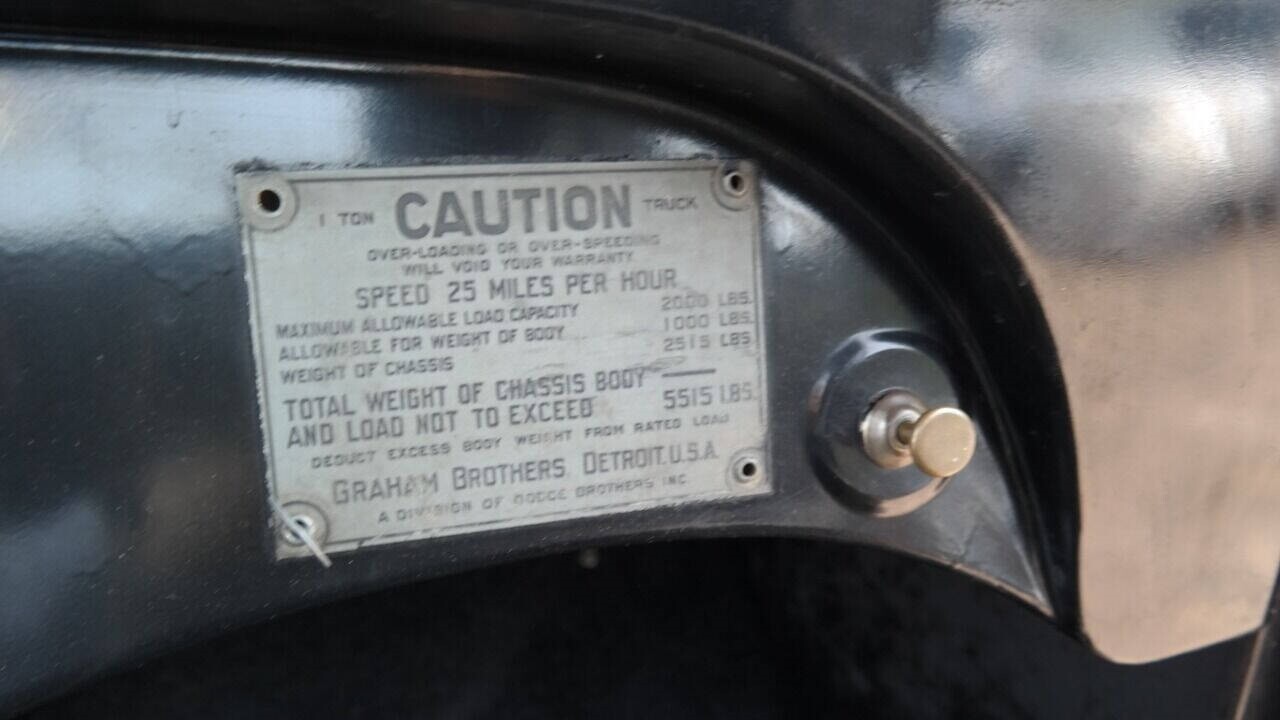 1 TON CAUTION TRUCK
OVER-LOADING OR OVER-SPEEDING
WILL VOID YOUR WARRANTY
SPEED 25 MILES PER HOUR
MAXIMUM ALLOWABLE LOAD CAPACITY 2000 LBS.
ALLOWABLE FOR WEIGHT OF BODY 1000 LBS.
WEIGHT OF CHASSIS 2515 LBS
TOTAL WEIGHT OF CHASSIS BODY
AND LOAD NOT TO EXCEED 5515 LBS.
DEDUCT EXCESS BODY WEIGHT FROM RATED LOAD
GRAHAM BROTHERS, DETROIT. U.S.A.
A DIVISION OF DODGE BROTHERS INC.